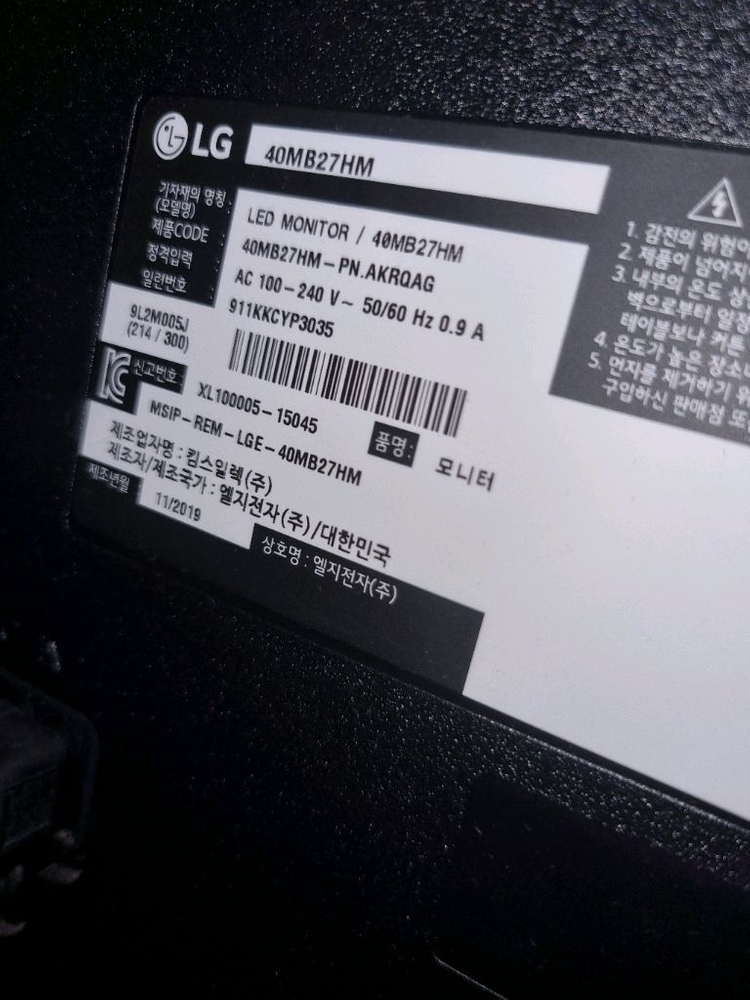 LG 40MB27HM
기자재의 명칭
(모델명)
LED MONITOR / 40MB27HM
제품CODE
40MB27HM-PN.AKRQAG
정격입력
AC 100-240 V~ 50/60 Hz 0.9 A
일련번호
911KKCYP3035
9L2M005J
(214 / 300)
신고번호:
XL100005-15045
MSIP-REM-LGE-40MB27HM
품명: 모니터
제조업자명 : 킴스일렉(주)
제조자/제조국가 : 엘지전자(주)/대한민국
제조년월
11/2019
상호명 : 엘지전자(주)
1. 감전의 위험이
2. 제품이 넘어지
3. 내부의 온도 상
벽으로부터 일정
테이블보나 커튼
4. 온도가 높은 장소
5. 먼지를 제거하기 위
구입하신 판매점 또